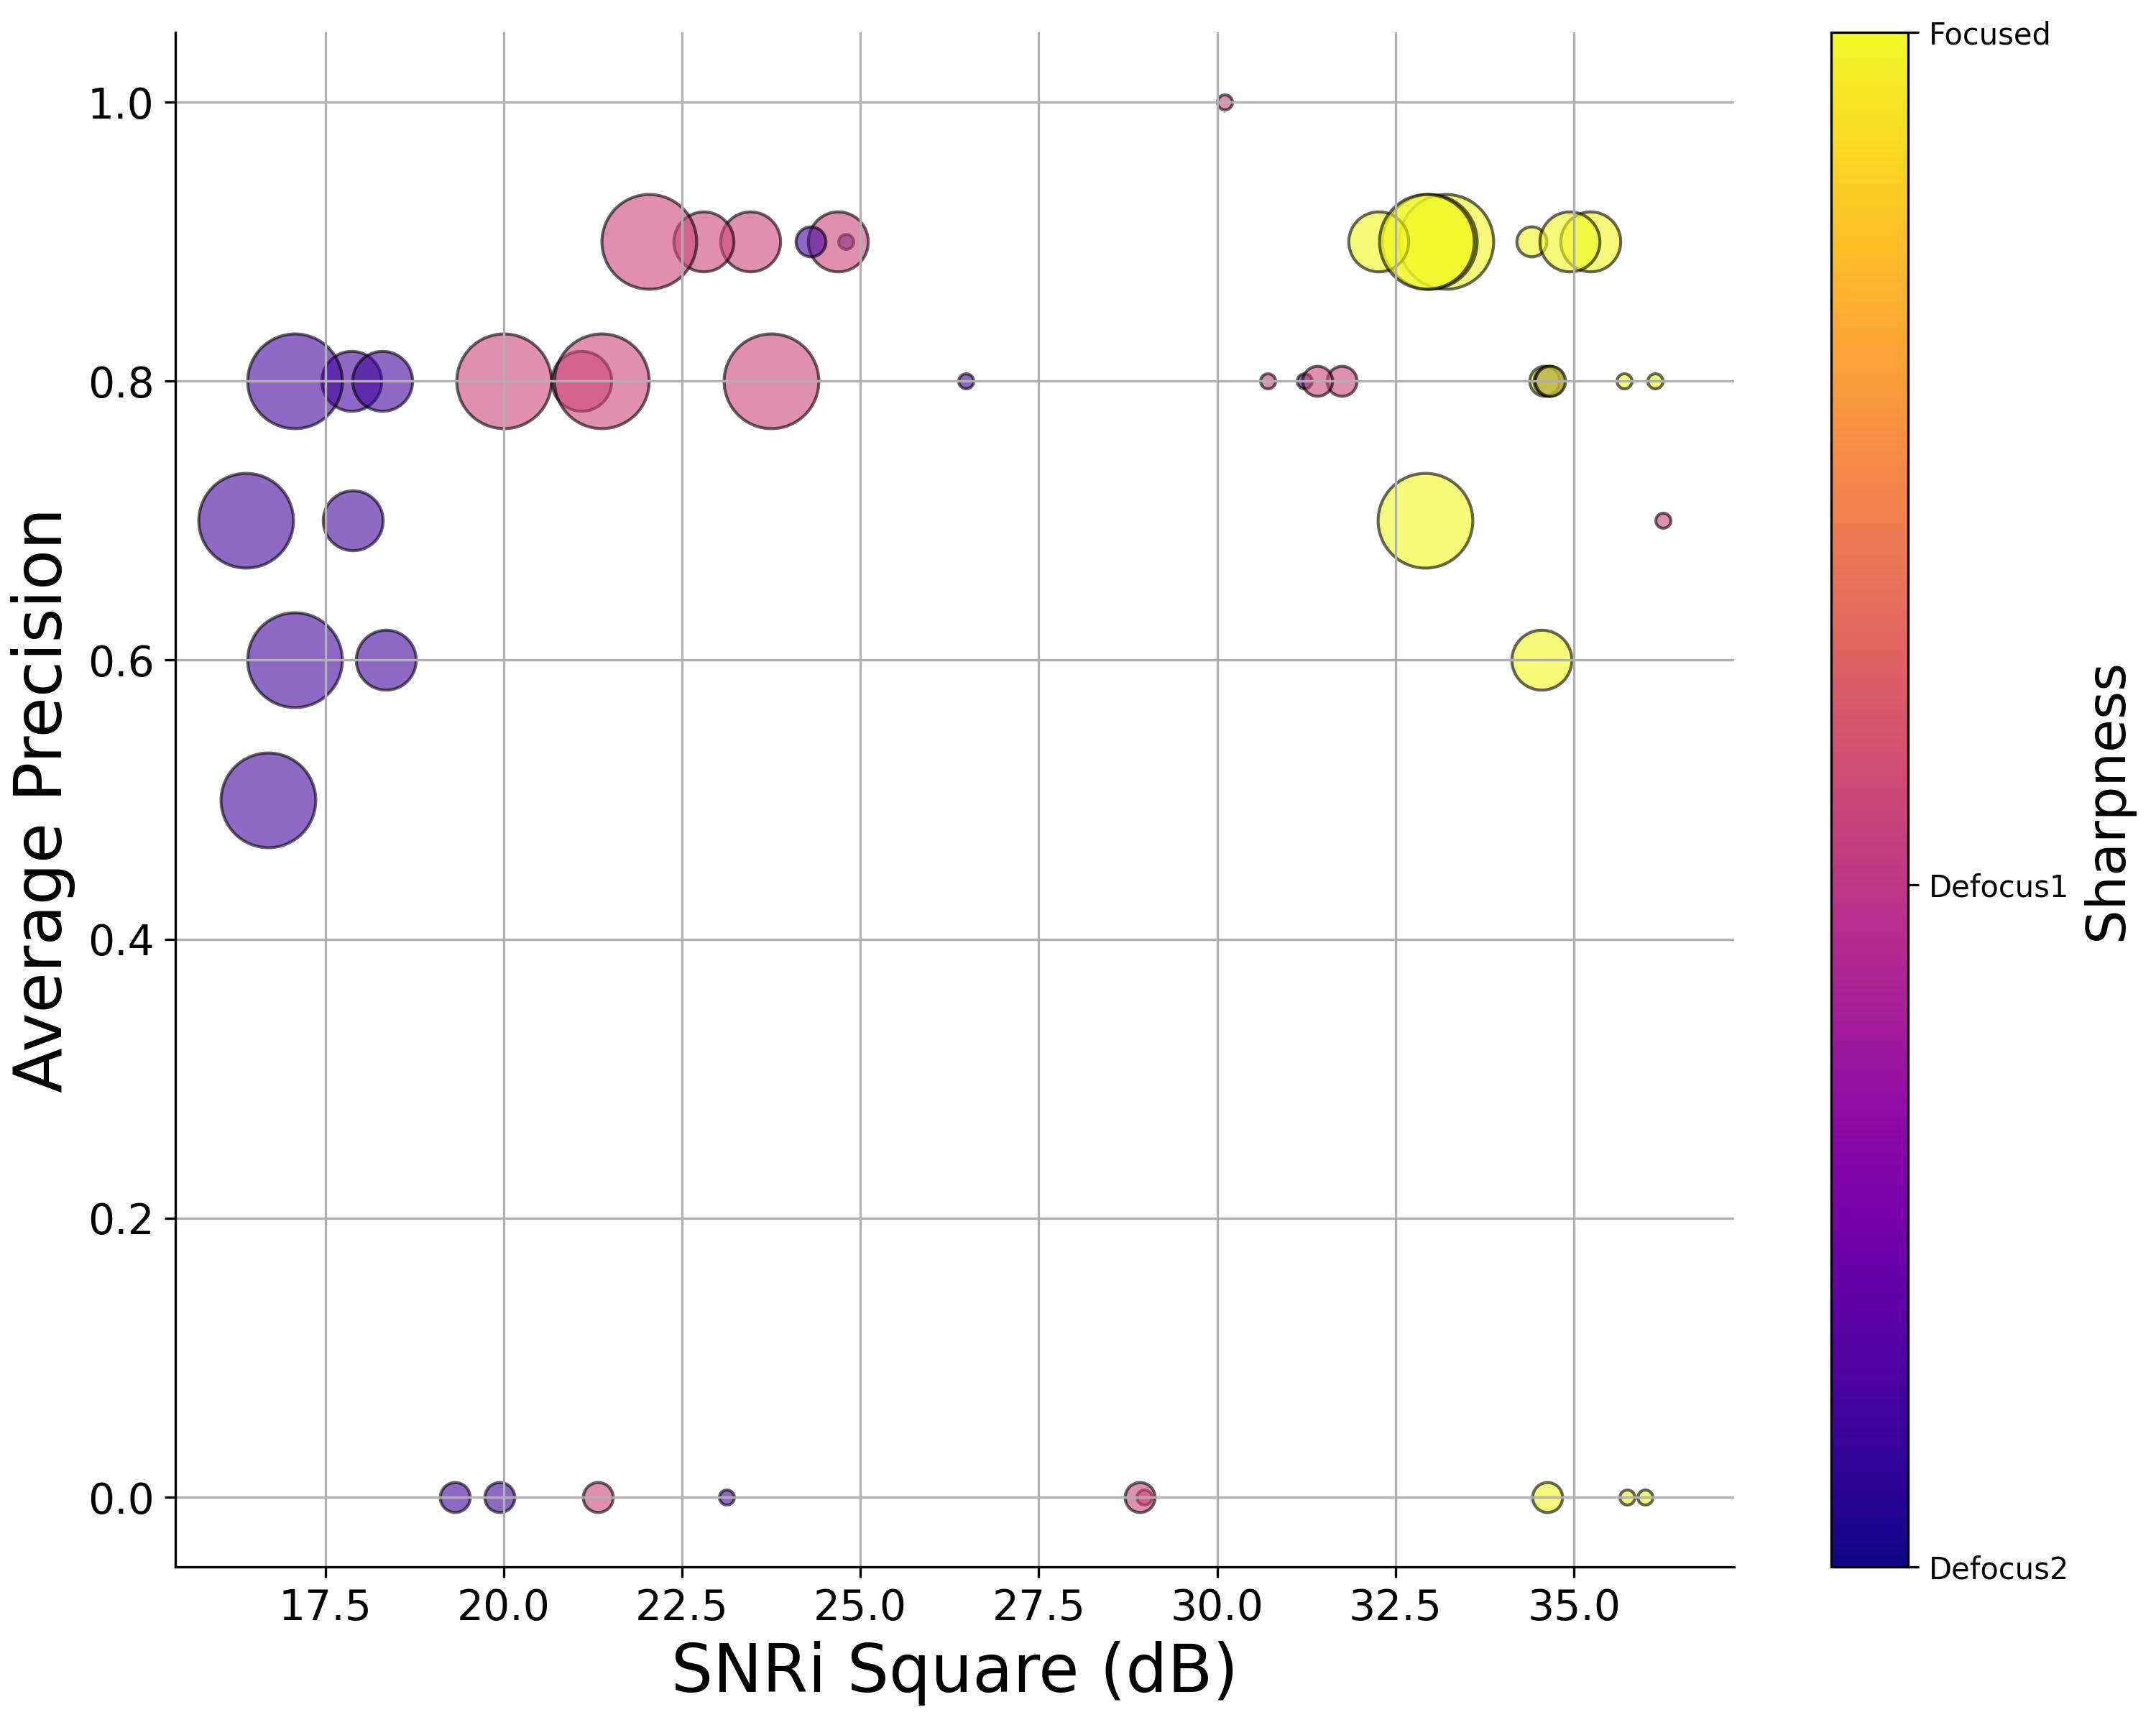 Average Precision
1.0
0.8
0.6
0.4
0.2
0.0
17.5 20.0 22.5 25.0 27.5 30.0 32.5 35.0
SNRi Square (dB)
Focused
Defocus1
Defocus2
Sharpness